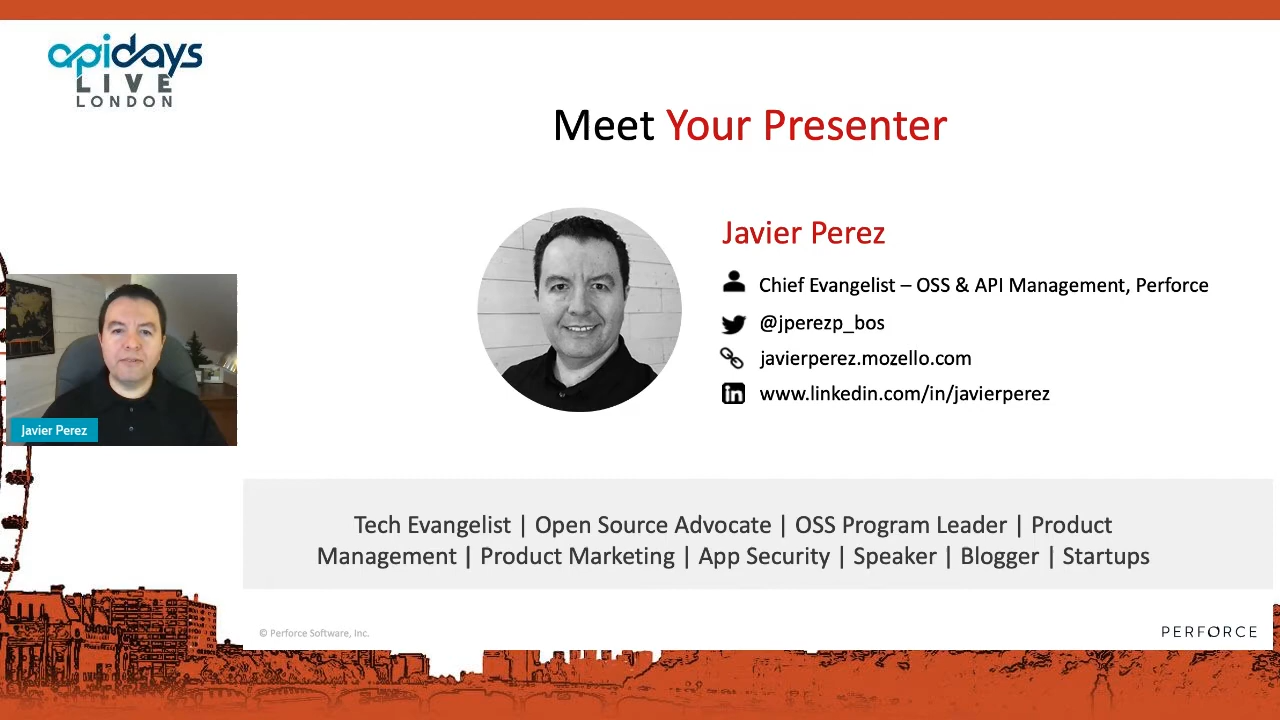 apidays
LIVE
LONDON
Meet Your Presenter
Javier Perez
Chief Evangelist – OSS & API Management, Perforce
@jperezp_bos
javierperez.mozello.com
www.linkedin.com/in/javierperez
Javier Perez
Tech Evangelist | Open Source Advocate | OSS Program Leader | Product
Management | Product Marketing | App Security | Speaker | Blogger | Startups
© Perforce Software, Inc.
PERFORCE